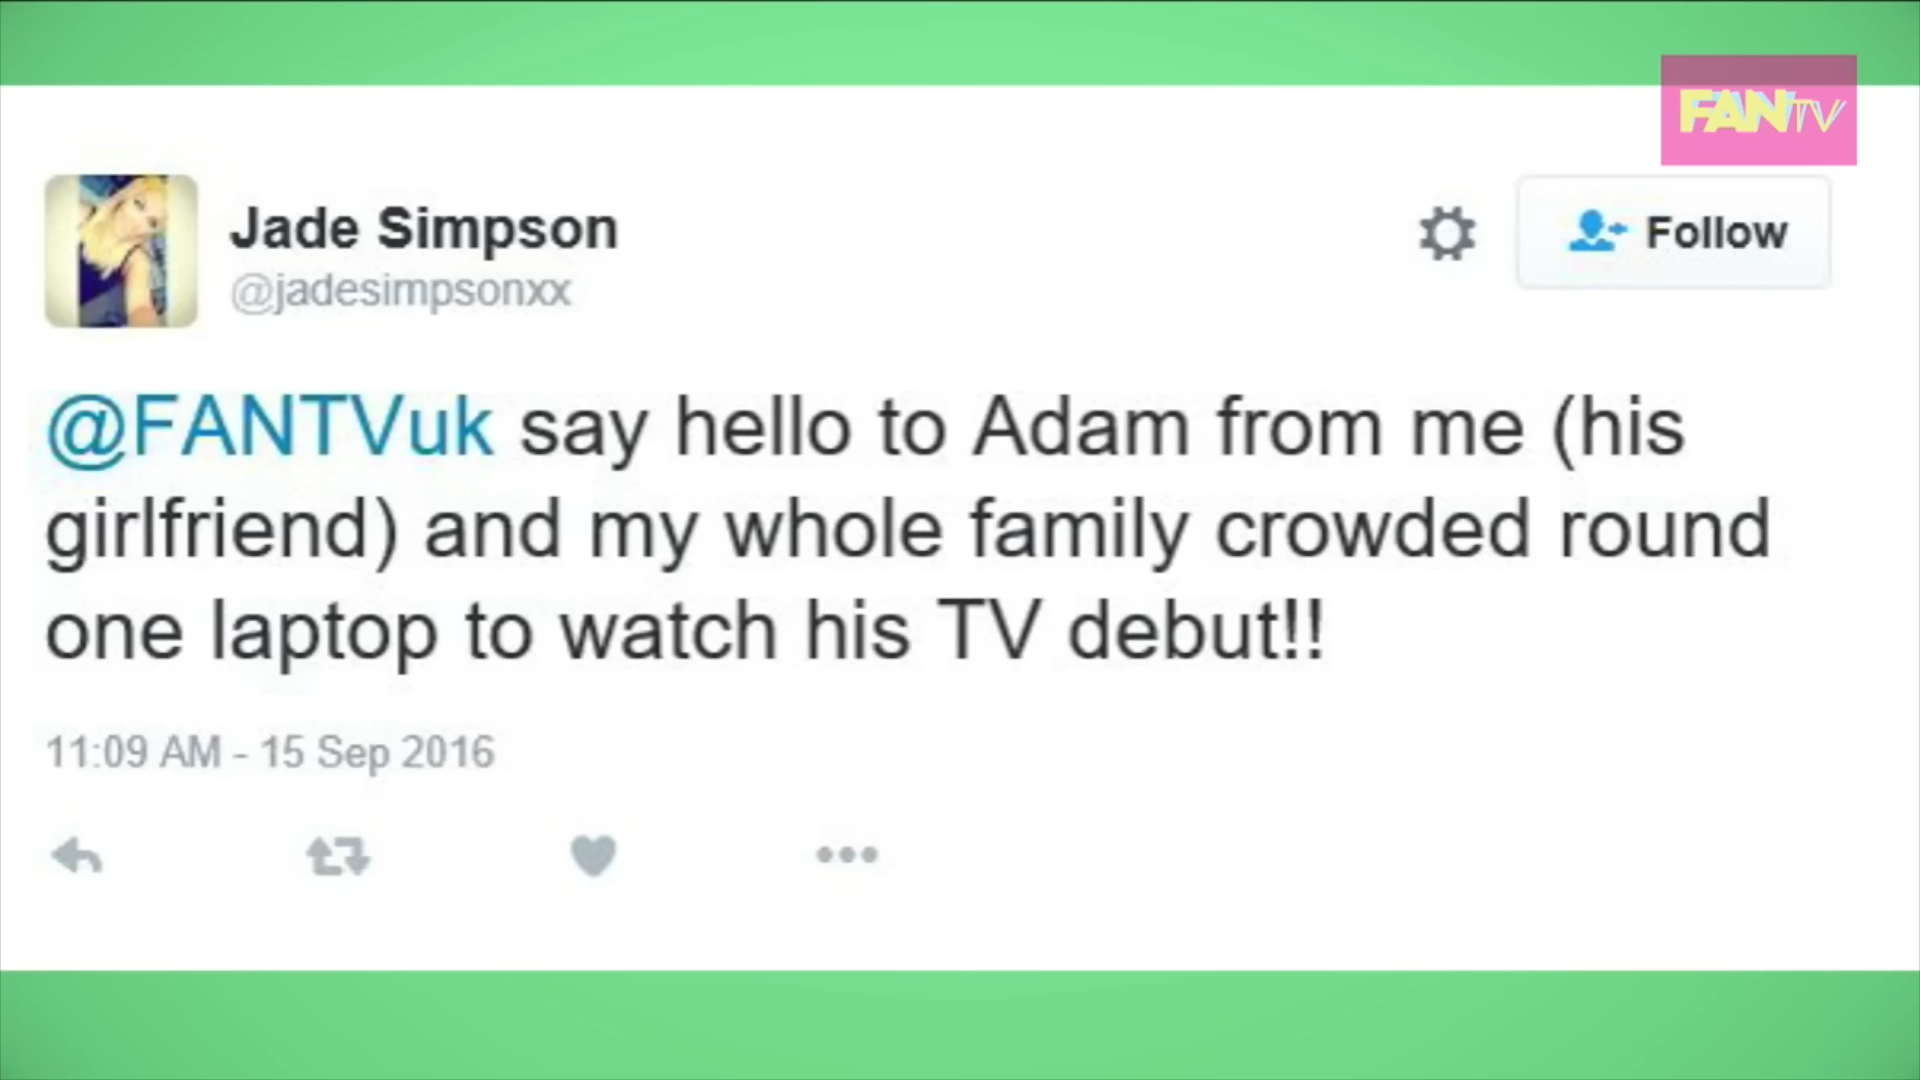 FANTV
Jade Simpson
@jadesimpsonxx
Follow
@FANTVuk say hello to Adam from me (his
girlfriend) and my whole family crowded round
one laptop to watch his TV debut!!
11:09 AM - 15 Sep 2016